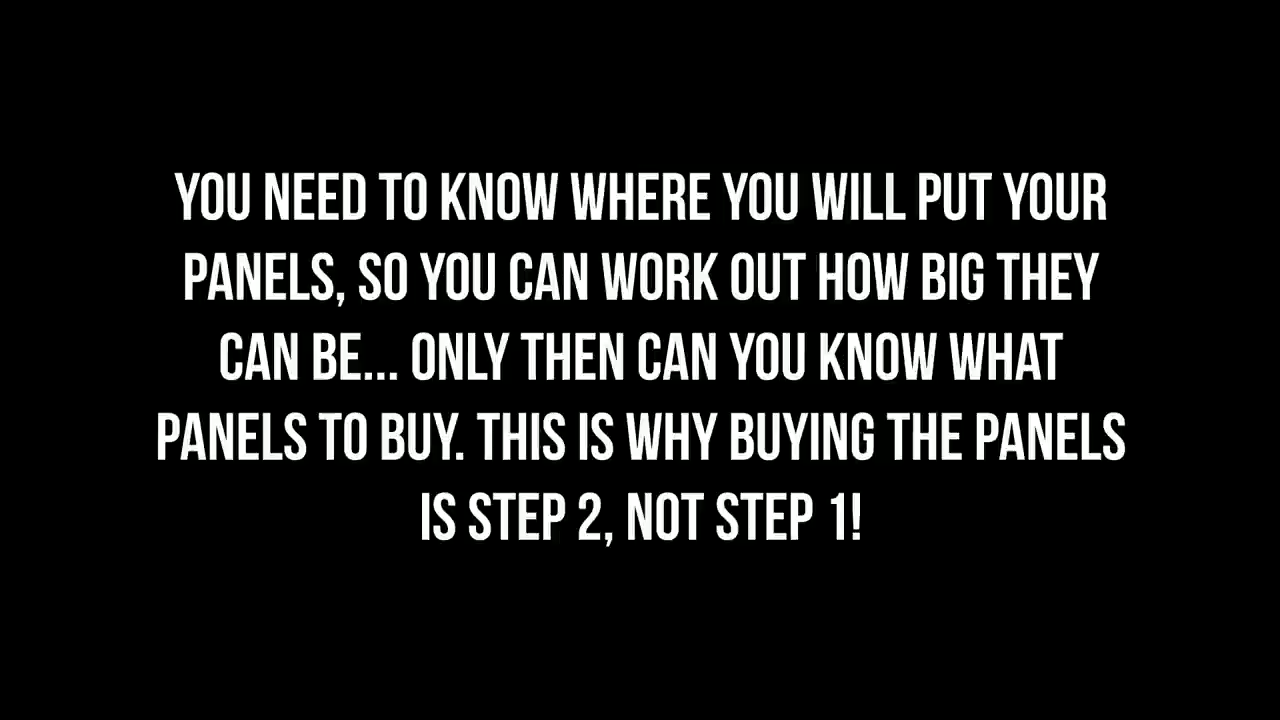 YOU NEED TO KNOW WHERE YOU WILL PUT YOUR
PANELS, SO YOU CAN WORK OUT HOW BIG THEY
CAN BE... ONLY THEN CAN YOU KNOW WHAT
PANELS TO BUY. THIS IS WHY BUYING THE PANELS
IS STEP 2, NOT STEP 1!